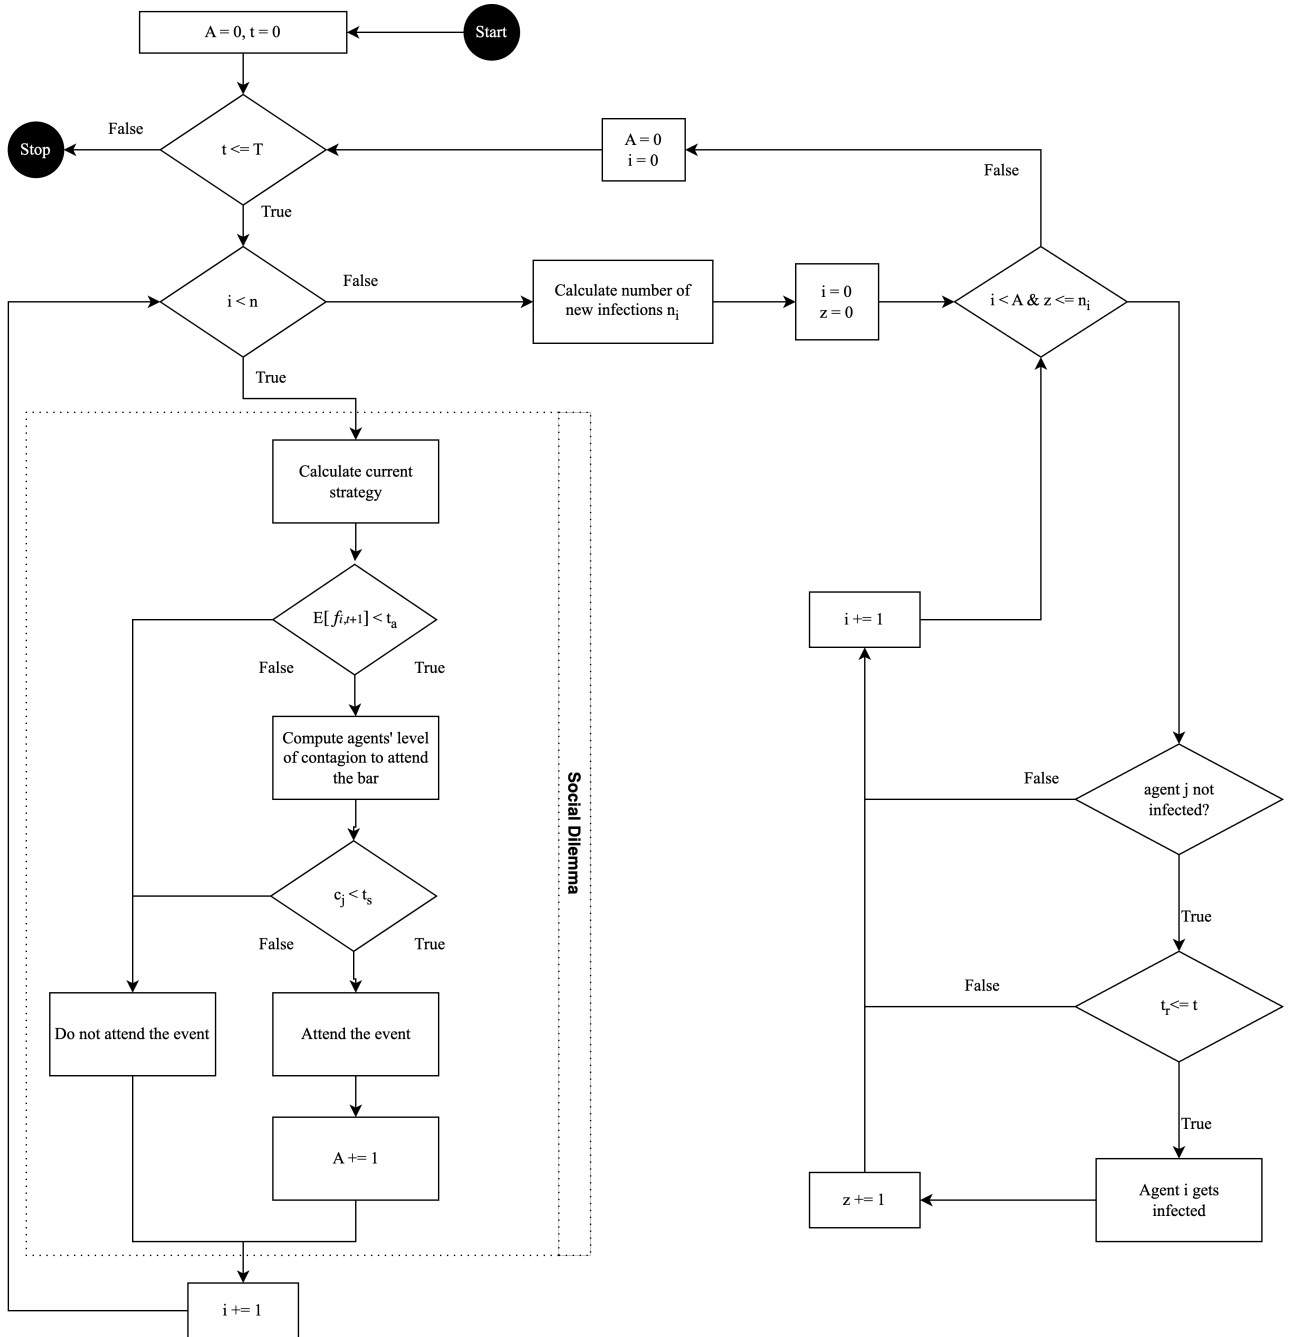 A = 0, t = 0
Start
Stop
False
t <= T
A = 0
i = 0
False
True
i < n
False
Calculate number of
new infections nᵢ
i = 0
z = 0
i < A & z <= nᵢ
True
Calculate current
strategy
E[ fi,t+1] < tₐ
False
True
i += 1
Compute agents' level
of contagion to attend
the bar
Social Dilemma
False
agent j not
infected?
cⱼ < tₛ
False
True
True
Do not attend the event
Attend the event
False
tᵣ<= t
True
A += 1
z += 1
Agent i gets
infected
i += 1